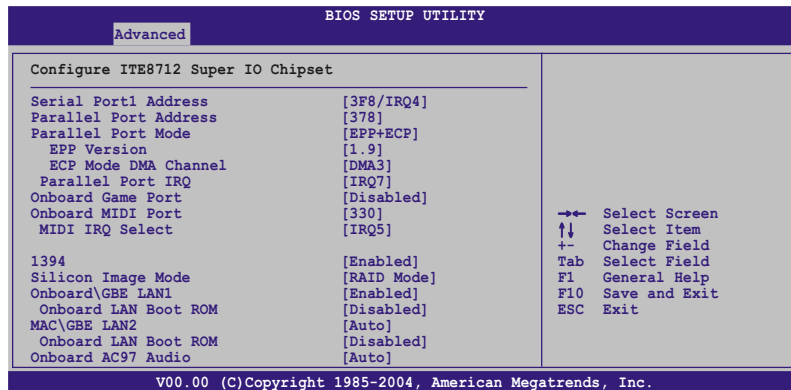 BIOS SETUP UTILITY
Advanced
Configure ITE8712 Super IO Chipset
Serial Port1 Address [3F8/IRQ4]
Parallel Port Address [378]
Parallel Port Mode [EPP+ECP]
EPP Version [1.9]
ECP Mode DMA Channel [DMA3]
Parallel Port IRQ [IRQ7]
Onboard Game Port [Disabled]
Onboard MIDI Port [330]
MIDI IRQ Select [IRQ5]
1394 [Enabled]
Silicon Image Mode [RAID Mode]
Onboard\GBE LAN1 [Enabled]
Onboard LAN Boot ROM [Disabled]
MAC\GBE LAN2 [Auto]
Onboard LAN Boot ROM [Disabled]
Onboard AC97 Audio [Auto]
→← Select Screen
↑↓ Select Item
+- Change Field
Tab Select Field
F1 General Help
F10 Save and Exit
ESC Exit
V00.00 (C)Copyright 1985-2004, American Megatrends, Inc.